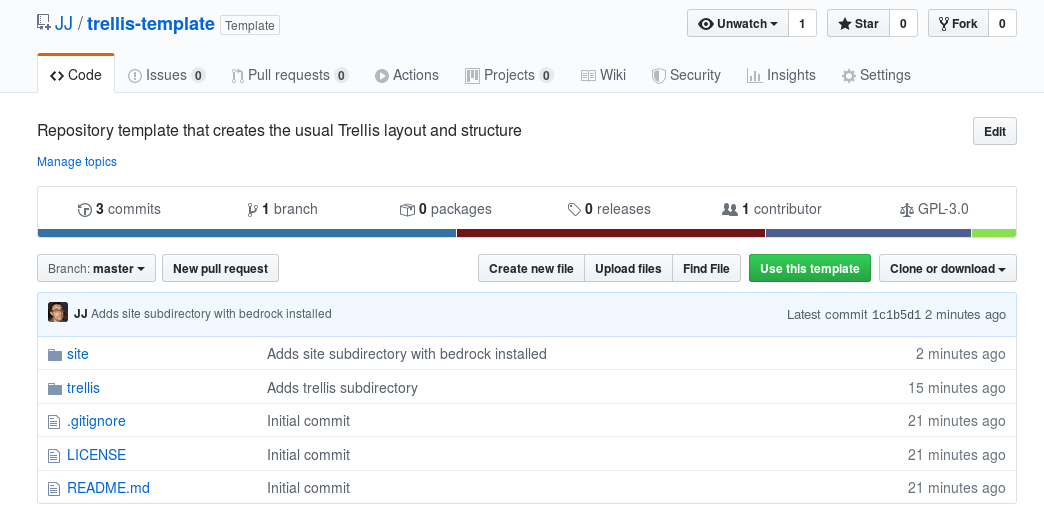 JJ / trellis-template Template Unwatch 1 Star 0 Fork 0
Code Issues 0 Pull requests 0 Actions Projects 0 Wiki Security Insights Settings
Repository template that creates the usual Trellis layout and structure Edit
Manage topics
3 commits 1 branch 0 packages 0 releases 1 contributor GPL-3.0
Branch: master New pull request Create new file Upload files Find File Use this template Clone or download
JJ Adds site subdirectory with bedrock installed Latest commit 1c1b5d1 2 minutes ago
site Adds site subdirectory with bedrock installed 2 minutes ago
trellis Adds trellis subdirectory 15 minutes ago
.gitignore Initial commit 21 minutes ago
LICENSE Initial commit 21 minutes ago
README.md Initial commit 21 minutes ago